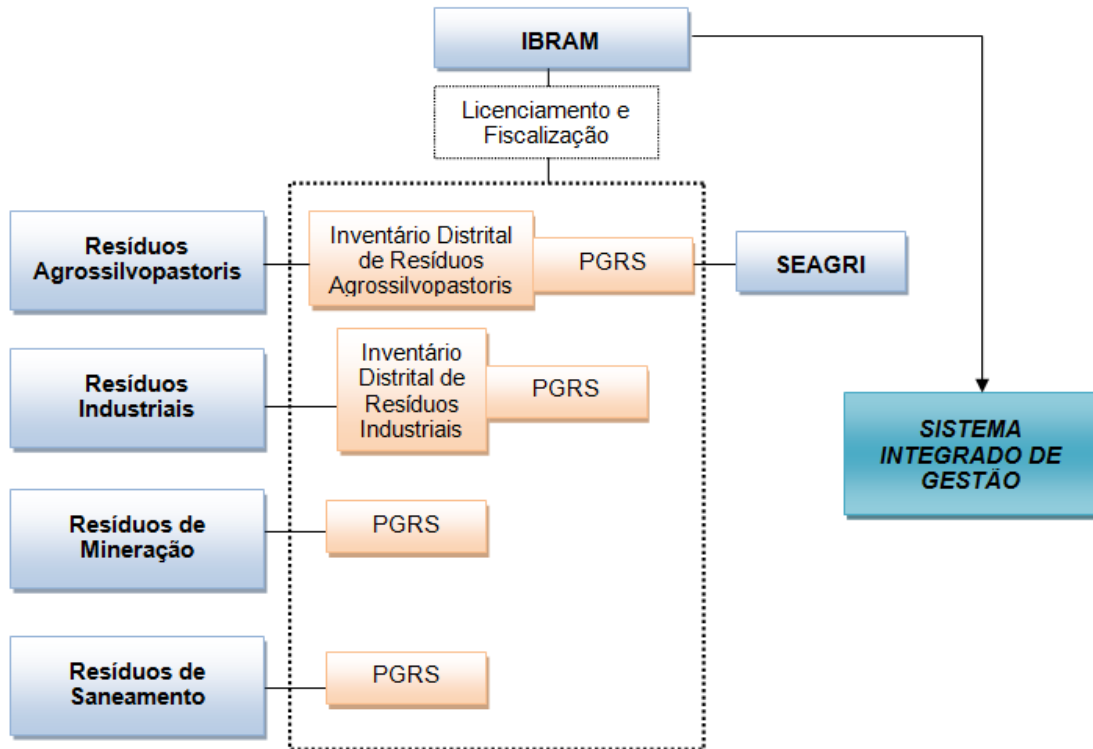 IBRAM
Licenciamento e
Fiscalização
Resíduos
Agrossilvopastoris
Inventário Distrital
de Resíduos
Agrossilvopastoris
PGRS
SEAGRI
Resíduos
Industriais
Inventário
Distrital de
Resíduos
Industriais
PGRS
SISTEMA
INTEGRADO DE
GESTÃO
Resíduos de
Mineração
PGRS
Resíduos de
Saneamento
PGRS